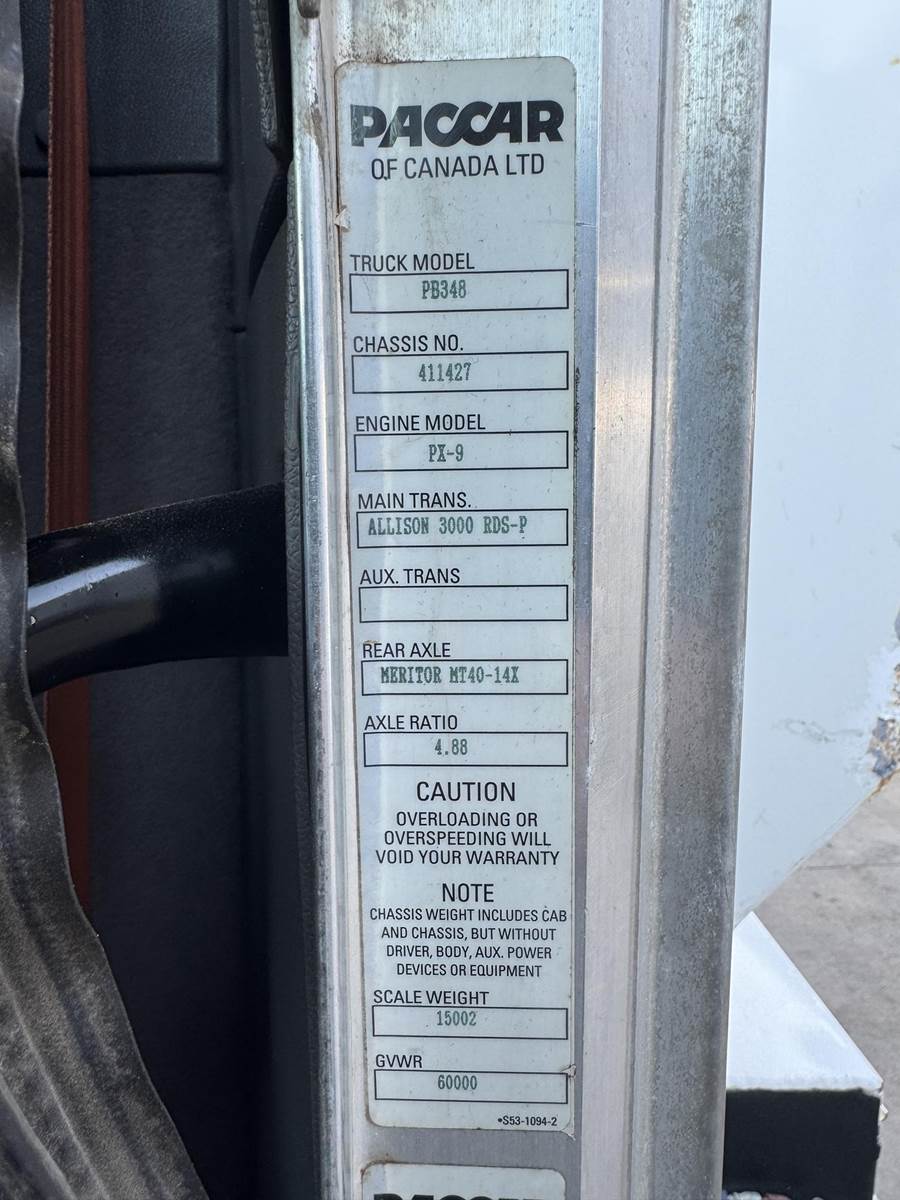 PACCAR
OF CANADA LTD
TRUCK MODEL
PB348
CHASSIS NO.
411427
ENGINE MODEL
PX-9
MAIN TRANS.
ALLISON 3000 RDS-P
AUX. TRANS
REAR AXLE
MERITOR MT40-14X
AXLE RATIO
4.88
CAUTION
OVERLOADING OR
OVERSPEEDING WILL
VOID YOUR WARRANTY
NOTE
CHASSIS WEIGHT INCLUDES CAB
AND CHASSIS, BUT WITHOUT
DRIVER, BODY, AUX. POWER
DEVICES OR EQUIPMENT
SCALE WEIGHT
15002
GVWR
60000
•S53-1094-2
PACCAR